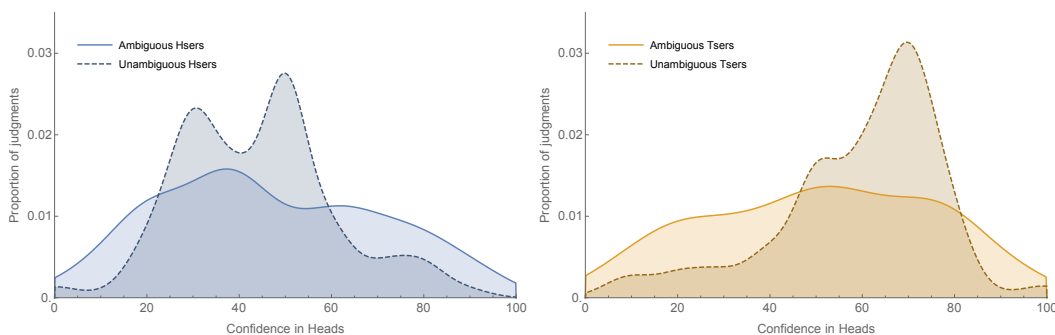 Ambiguous Hsers
Unambiguous Hsers
Proportion of judgments
0.03
0.02
0.01
0.
0 20 40 60 80 100
Confidence in Heads
Ambiguous Tsers
Unambiguous Tsers
Proportion of judgments
0.03
0.02
0.01
0.
0 20 40 60 80 100
Confidence in Heads